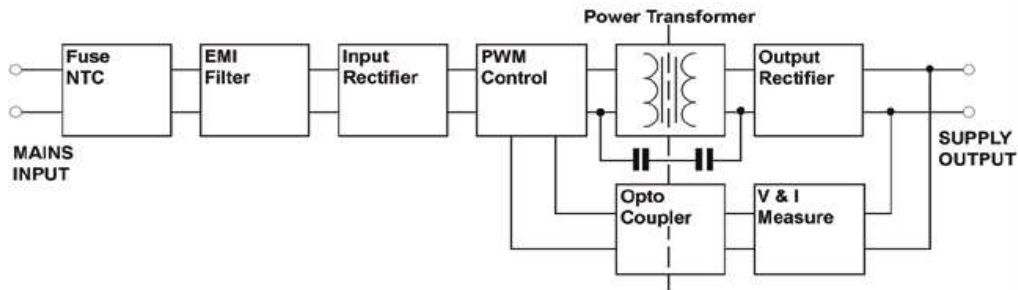 Power Transformer
Fuse
NTC
EMI
Filter
Input
Rectifier
PWM
Control
Output
Rectifier
MAINS
INPUT
SUPPLY
OUTPUT
Opto
Coupler
V & I
Measure